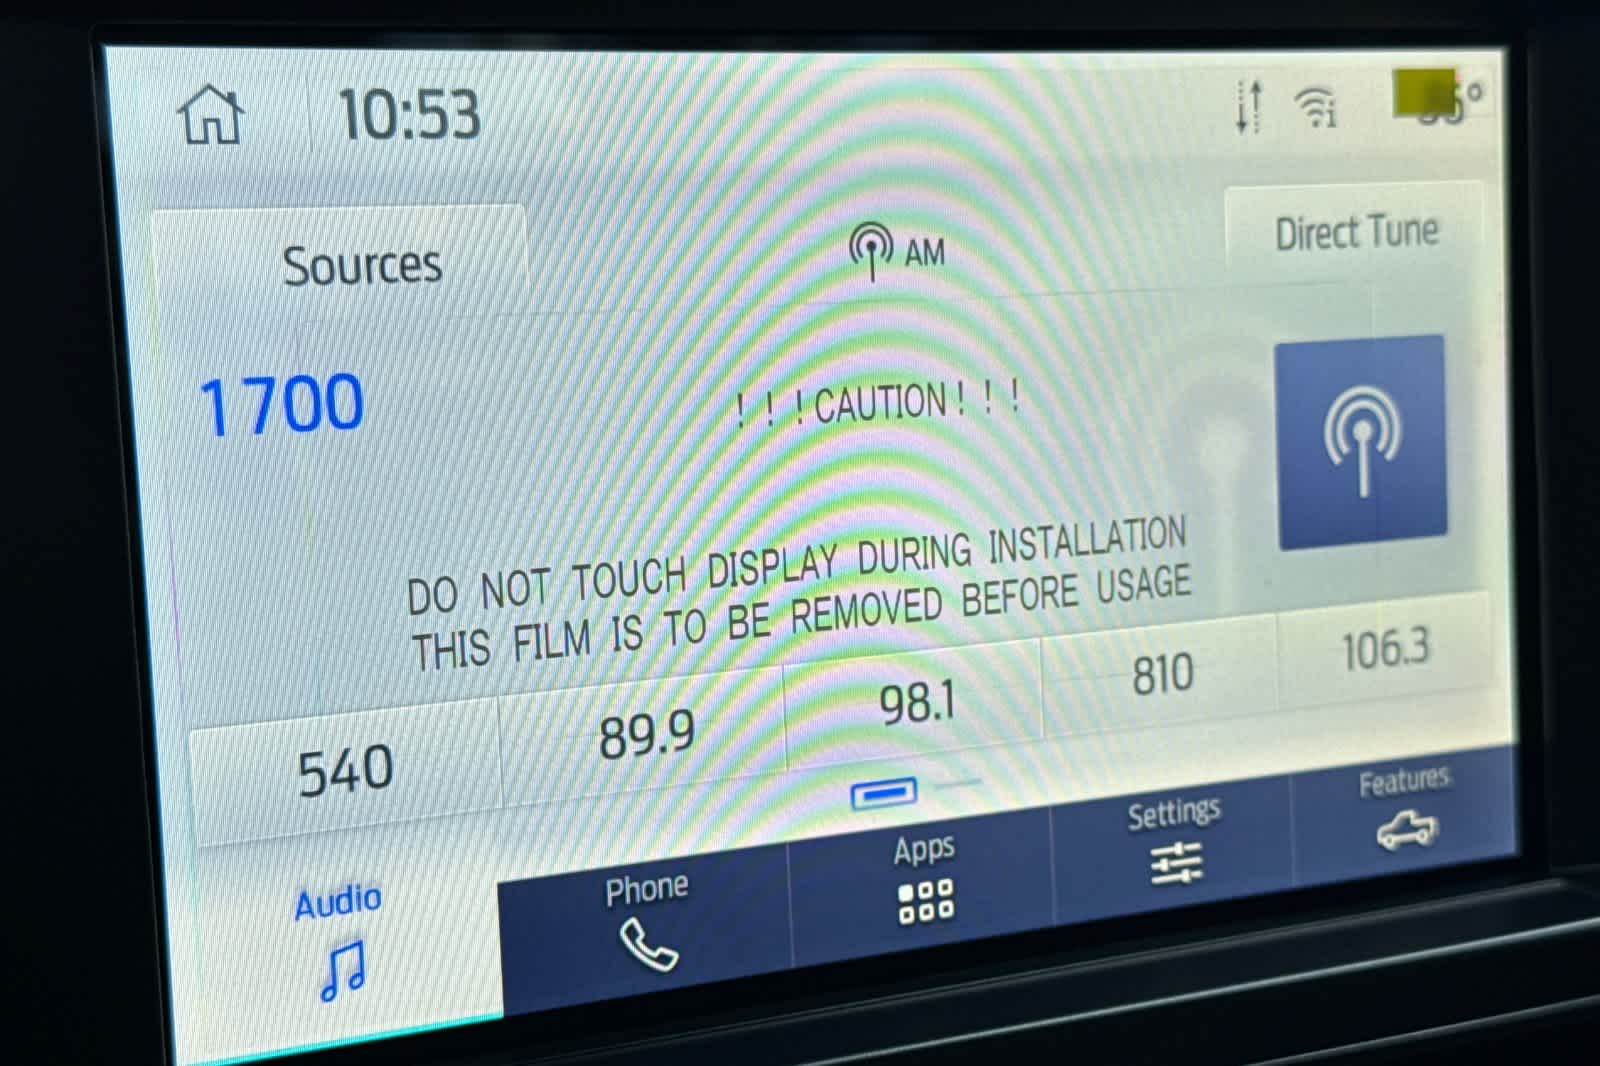 10:53
Sources
AM
Direct Tune
1700
! ! ! CAUTION ! ! !
DO NOT TOUCH DISPLAY DURING INSTALLATION
THIS FILM IS TO BE REMOVED BEFORE USAGE
540 89.9 98.1 810 106.3
Audio Phone Apps Settings Features